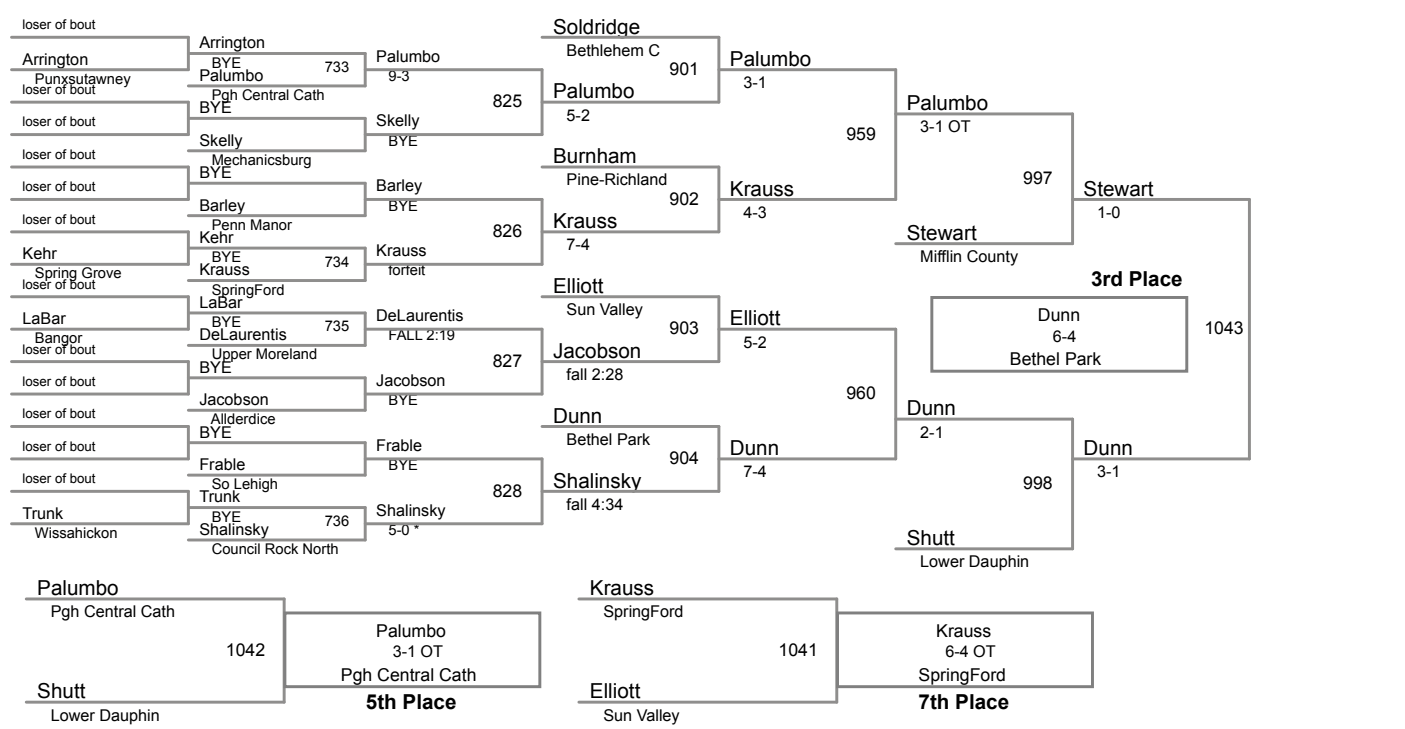 loser of bout
Arrington
Punxsutawney
loser of bout
loser of bout
loser of bout
loser of bout
loser of bout
Kehr
Spring Grove
loser of bout
LaBar
Bangor
loser of bout
loser of bout
loser of bout
loser of bout
loser of bout
Trunk
Wissahickon
Arrington
BYE
733
Palumbo
Pgh Central Cath
BYE
Skelly
Mechanicsburg
BYE
Barley
Penn Manor
Kehr
BYE
734
Krauss
SpringFord
LaBar
BYE
735
DeLaurentis
Upper Moreland
BYE
Jacobson
Allderdice
BYE
Frable
So Lehigh
Trunk
BYE
736
Shalinsky
Council Rock North
Palumbo
9-3
825
Skelly
BYE
Barley
BYE
826
Krauss
forfeit
DeLaurentis
FALL 2:19
827
Jacobson
BYE
Frable
BYE
828
Shalinsky
5-0 *
Soldridge
Bethlehem C
901
Palumbo
5-2
Burnham
Pine-Richland
902
Krauss
7-4
Elliott
Sun Valley
903
Jacobson
fall 2:28
Dunn
Bethel Park
904
Shalinsky
fall 4:34
Palumbo
3-1
959
Krauss
4-3
Elliott
5-2
960
Dunn
7-4
Palumbo
3-1 OT
997
Stewart
Mifflin County
Dunn
2-1
998
Shutt
Lower Dauphin
Stewart
1-0
3rd Place
Dunn
6-4
Bethel Park
1043
Dunn
3-1
Palumbo
Pgh Central Cath
1042
Shutt
Lower Dauphin
Palumbo
3-1 OT
Pgh Central Cath
5th Place
Krauss
SpringFord
1041
Elliott
Sun Valley
Krauss
6-4 OT
SpringFord
7th Place